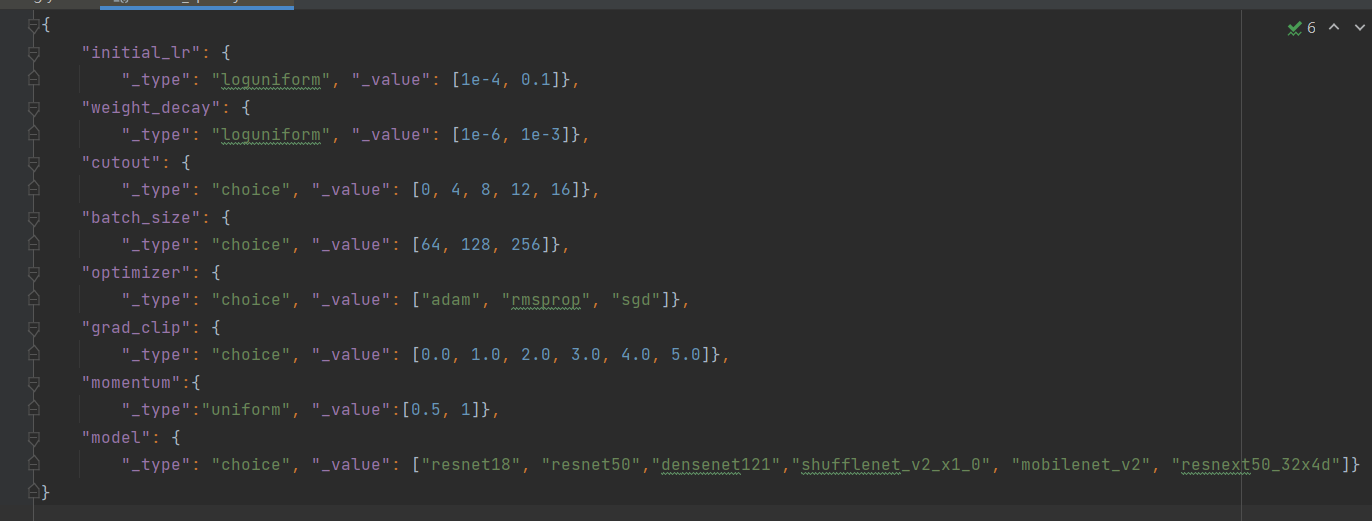 {
    "initial_lr": {
        "_type": "loguniform", "_value": [1e-4, 0.1]},
    "weight_decay": {
        "_type": "loguniform", "_value": [1e-6, 1e-3]},
    "cutout": {
        "_type": "choice", "_value": [0, 4, 8, 12, 16]},
    "batch_size": {
        "_type": "choice", "_value": [64, 128, 256]},
    "optimizer": {
        "_type": "choice", "_value": ["adam", "rmsprop", "sgd"]},
    "grad_clip": {
        "_type": "choice", "_value": [0.0, 1.0, 2.0, 3.0, 4.0, 5.0]},
    "momentum":{
        "_type":"uniform", "_value":[0.5, 1]},
    "model": {
        "_type": "choice", "_value": ["resnet18", "resnet50","densenet121","shufflenet_v2_x1_0", "mobilenet_v2", "resnext50_32x4d"]}
}
6